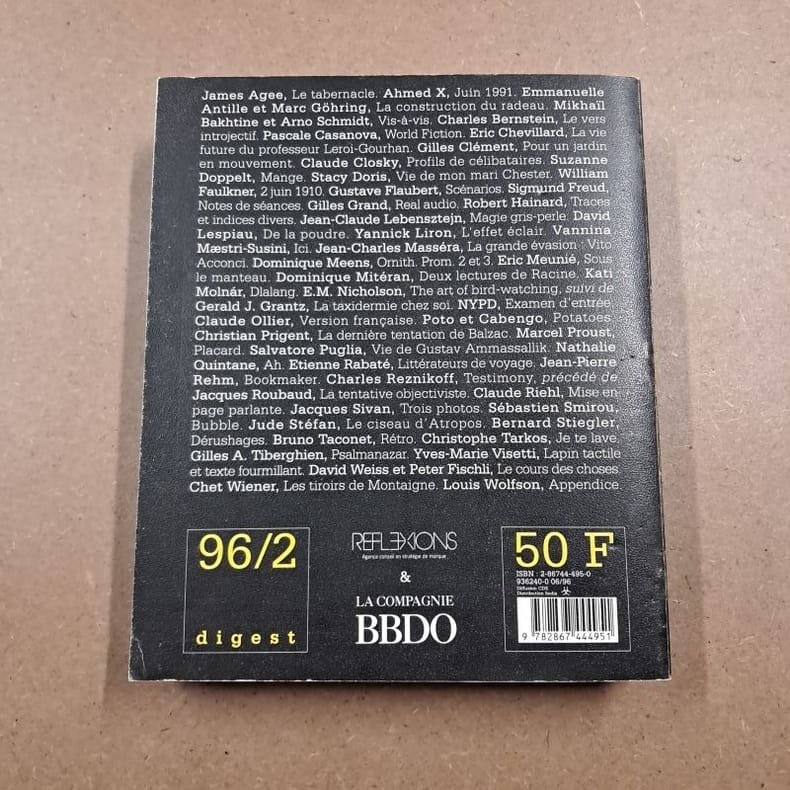 James Agee, Le tabernacle. Ahmed X, Juin 1991. Emmanuelle
Antille et Marc Göhring, La construction du radeau. Mikhaïl
Bakhtine et Arno Schmidt, Vis-à-vis. Charles Bernstein, Le vers
introjectif. Pascale Casanova, World Fiction. Eric Chevillard, La vie
future du professeur Leroi-Gourhan. Gilles Clément, Pour un jardin
en mouvement. Claude Closky, Profils de célibataires. Suzanne
Doppelt, Mange. Stacy Doris, Vie de mon mari Chester. William
Faulkner, 2 juin 1910. Gustave Flaubert, Scénarios. Sigmund Freud,
Notes de séances. Gilles Grand, Real audio. Robert Hainard, Traces
et indices divers. Jean-Claude Lebensztejn, Magie gris-perle. David
Lespiau, De la poudre. Yannick Liron, L'effet éclair. Vannina
Mæstri-Susini, Ici. Jean-Charles Masséra, La grande évasion : Vito
Acconci. Dominique Meens, Ornith. Prom. 2 et 3. Eric Meunié, Sous
le manteau. Dominique Mitéran, Deux lectures de Racine. Kati
Molnár, Dlalang. E.M. Nicholson, The art of bird-watching, suivi de
Gerald J. Grantz, La taxidermie chez soi. NYPD, Examen d'entrée.
Claude Ollier, Version française. Poto et Cabengo, Potatoes.
Christian Prigent, La dernière tentation de Balzac. Marcel Proust,
Placard. Salvatore Puglia, Vie de Gustav Ammassallik. Nathalie
Quintane, Ah. Etienne Rabaté, Littérateurs de voyage. Jean-Pierre
Rehm, Bookmaker. Charles Reznikoff, Testimony, précédé de
Jacques Roubaud, La tentative objectiviste. Claude Riehl, Mise en
page parlante. Jacques Sivan, Trois photos. Sébastien Smirou,
Bubble. Jude Stéfan, Le ciseau d'Atropos. Bernard Stiegler,
Dérushages. Bruno Taconet, Rétro. Christophe Tarkos, Je te lave.
Gilles A. Tiberghien, Psalmanazar. Yves-Marie Visetti, Lapin tactile
et texte fourmillant. David Weiss et Peter Fischli, Le cours des choses.
Chet Wiener, Les tiroirs de Montaigne. Louis Wolfson, Appendice.
96/2
digest
REFLEXIONS
Agence conseil en stratégie de marque
&
LA COMPAGNIE
BBDO
50 F
ISBN : 2-86744-495-0
936240-0 06/96
Diffusion CDE
Distribution Sodis
9 782867 444951